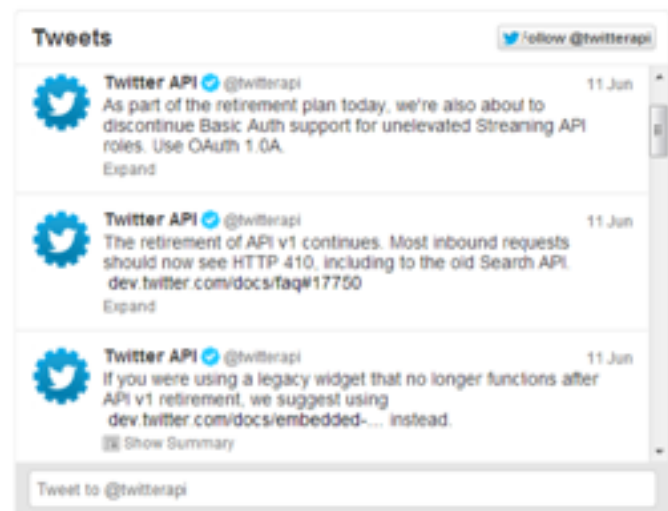 Tweets
Follow @twitterapi
Twitter API @twitterapi 11 Jun
As part of the retirement plan today, we're also about to
discontinue Basic Auth support for unelevated Streaming API
roles. Use OAuth 1.0A.
Expand
Twitter API @twitterapi 11 Jun
The retirement of API v1 continues. Most inbound requests
should now see HTTP 410, including to the old Search API.
dev.twitter.com/docs/faq#17750
Expand
Twitter API @twitterapi 11 Jun
If you were using a legacy widget that no longer functions after
API v1 retirement, we suggest using
dev.twitter.com/docs/embedded-... instead.
Show Summary
Tweet to @twitterapi